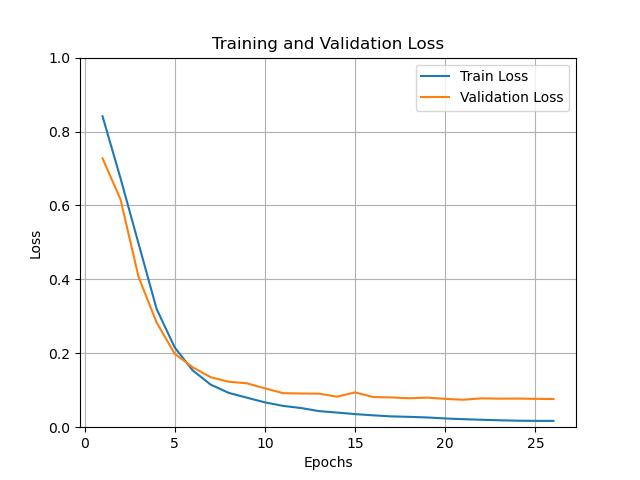 Training and Validation Loss
Train Loss
Validation Loss
1.0
0.8
0.6
0.4
0.2
0.0
Loss
0 5 10 15 20 25
Epochs